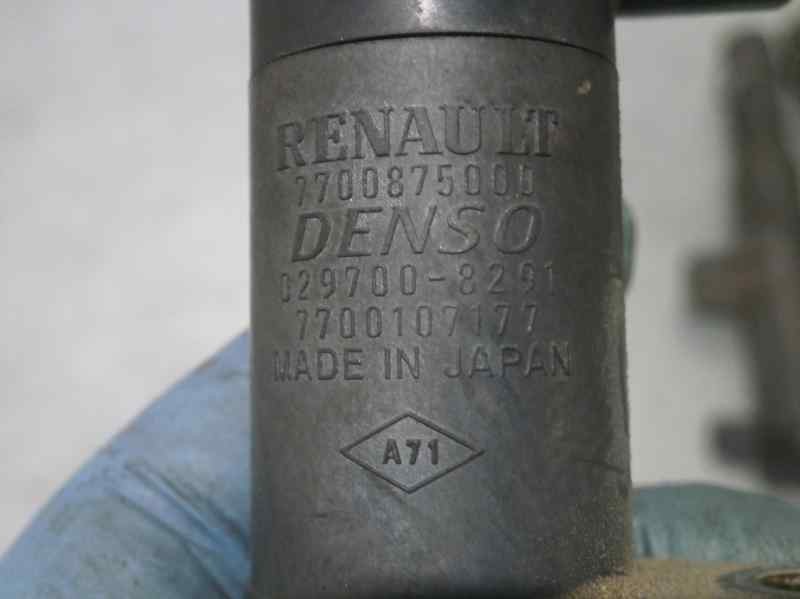 RENAULT
7700875000
DENSO
029700-8291
7700107177
MADE IN JAPAN
A71